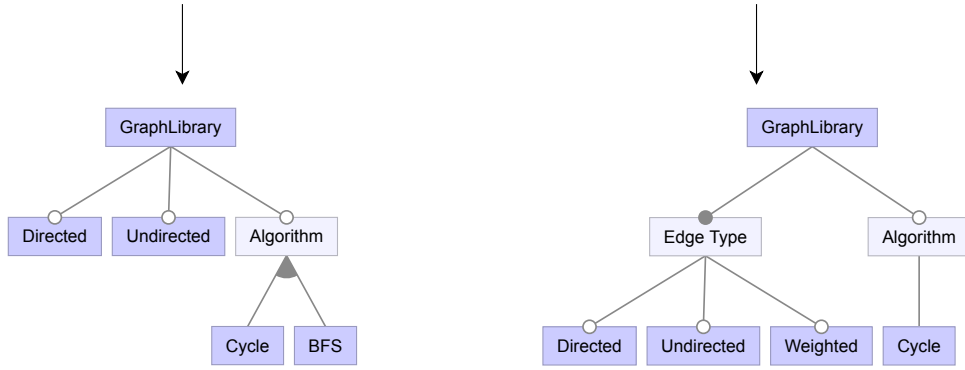 GraphLibrary
GraphLibrary
Directed
Undirected
Algorithm
Edge Type
Algorithm
Cycle
BFS
Directed
Undirected
Weighted
Cycle